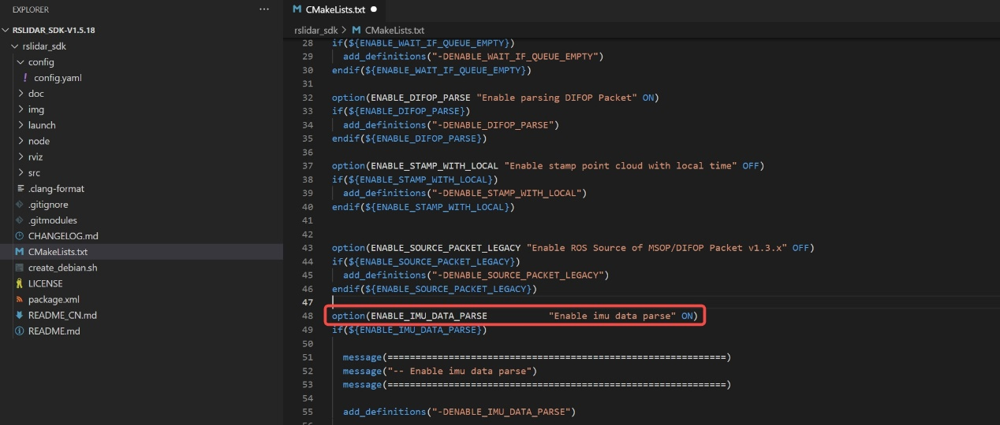 EXPLORER
RSLIDAR_SDK-V1.5.18
rslidar_sdk
config
! config.yaml
doc
img
launch
node
rviz
src
.clang-format
.gitignore
.gitmodules
CHANGELOG.md
M CMakeLists.txt
create_debian.sh
LICENSE
package.xml
README_CN.md
README.md
M CMakeLists.txt
rslidar_sdk > M CMakeLists.txt
28 if(${ENABLE_WAIT_IF_QUEUE_EMPTY})
29 add_definitions("-DENABLE_WAIT_IF_QUEUE_EMPTY")
30 endif(${ENABLE_WAIT_IF_QUEUE_EMPTY})
31
32 option(ENABLE_DIFOP_PARSE "Enable parsing DIFOP Packet" ON)
33 if(${ENABLE_DIFOP_PARSE})
34 add_definitions("-DENABLE_DIFOP_PARSE")
35 endif(${ENABLE_DIFOP_PARSE})
36
37 option(ENABLE_STAMP_WITH_LOCAL "Enable stamp point cloud with local time" OFF)
38 if(${ENABLE_STAMP_WITH_LOCAL})
39 add_definitions("-DENABLE_STAMP_WITH_LOCAL")
40 endif(${ENABLE_STAMP_WITH_LOCAL})
41
42
43 option(ENABLE_SOURCE_PACKET_LEGACY "Enable ROS Source of MSOP/DIFOP Packet v1.3.x" OFF)
44 if(${ENABLE_SOURCE_PACKET_LEGACY})
45 add_definitions("-DENABLE_SOURCE_PACKET_LEGACY")
46 endif(${ENABLE_SOURCE_PACKET_LEGACY})
47
48 option(ENABLE_IMU_DATA_PARSE "Enable imu data parse" ON)
49 if(${ENABLE_IMU_DATA_PARSE})
50
51 message(=============================================================)
52 message("-- Enable imu data parse")
53 message(=============================================================)
54
55 add_definitions("-DENABLE_IMU_DATA_PARSE")